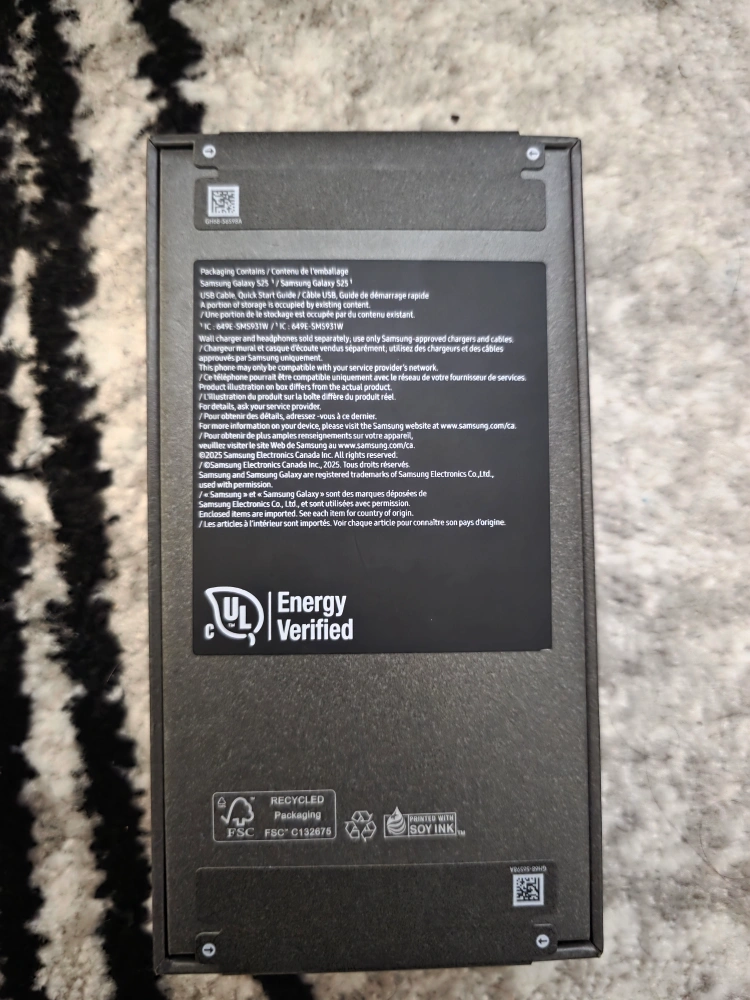 Packaging Contains / Contenu de l'emballage
Samsung Galaxy S25 ¹ / Samsung Galaxy S25 ¹
USB Cable, Quick Start Guide / Câble USB, Guide de démarrage rapide
A portion of storage is occupied by existing content.
/ Une portion de le stockage est occupée par du contenu existant.
¹ IC : 649E-SMS931W / ¹ IC : 649E-SMS931W
Wall charger and headphones sold separately; use only Samsung-approved chargers and cables.
/ Chargeur mural et casque d'écoute vendus séparément; utilisez des chargeurs et des câbles
approuvés par Samsung uniquement.
This phone may only be compatible with your service provider's network.
/ Ce téléphone pourrait être compatible uniquement avec le réseau de votre fournisseur de services.
Product illustration on box differs from the actual product.
/ L'illustration du produit sur la boîte diffère du produit réel.
For details, ask your service provider.
/ Pour obtenir des détails, adressez-vous à ce dernier.
For more information on your device, please visit the Samsung website at www.samsung.com/ca.
/ Pour obtenir de plus amples renseignements sur votre appareil,
veuillez visiter le site Web de Samsung au www.samsung.com/ca.
©2025 Samsung Electronics Canada Inc. All rights reserved.
/ ©Samsung Electronics Canada Inc., 2025. Tous droits réservés.
Samsung and Samsung Galaxy are registered trademarks of Samsung Electronics Co.,Ltd.,
used with permission.
/ « Samsung » et « Samsung Galaxy » sont des marques déposées de
Samsung Electronics Co., Ltd., et sont utilisées avec permission.
Enclosed items are imported. See each item for country of origin.
/ Les articles à l'intérieur sont importés. Voir chaque article pour connaître son pays d'origine.
C UL ™
Energy
Verified
FSC
RECYCLED
Packaging
FSC™ C132675
PRINTED WITH
SOY INK™